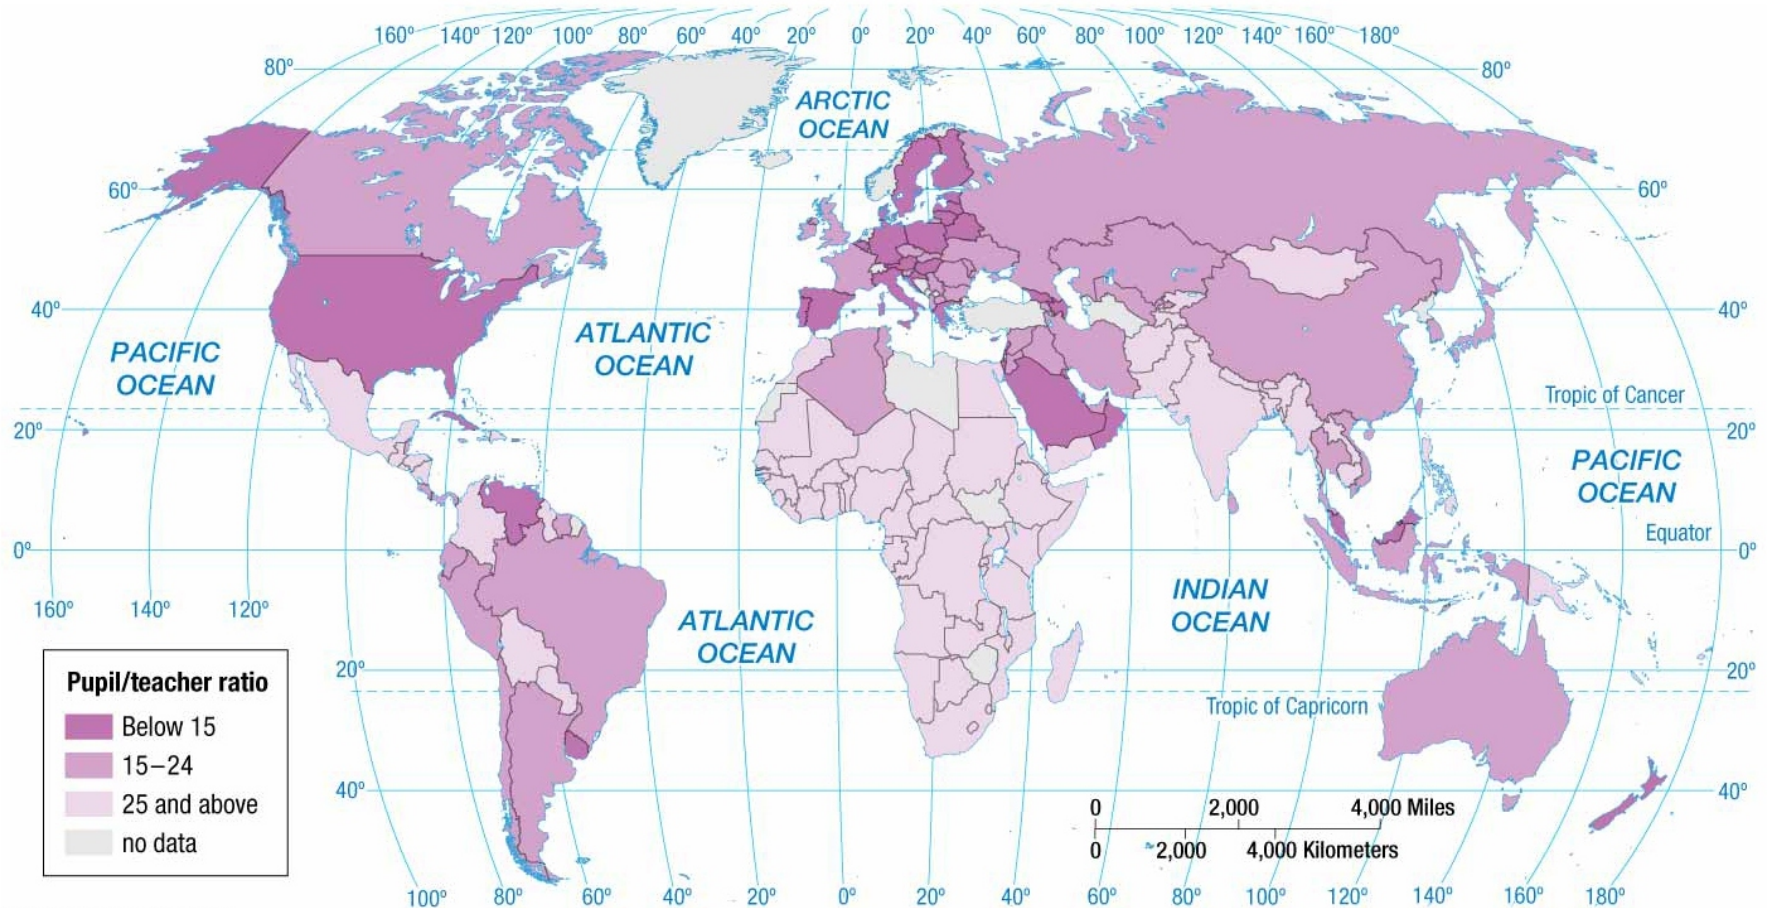 160° 140° 120° 100° 80° 60° 40° 20° 0° 20° 40° 60° 80° 100° 120° 140° 160° 180°
80° 80°
ARCTIC
OCEAN
60° 60°
40° 40°
ATLANTIC
OCEAN
PACIFIC
OCEAN
Tropic of Cancer
20° 20°
PACIFIC
OCEAN
Equator
0° 0°
INDIAN
OCEAN
160° 140° 120°
ATLANTIC
OCEAN
20° 20°
Tropic of Capricorn
40° 40°
Pupil/teacher ratio
Below 15
15–24
25 and above
no data
0 2,000 4,000 Miles
0 2,000 4,000 Kilometers
100° 80° 60° 40° 20° 0° 20° 40° 60° 80° 100° 120° 140° 160° 180°